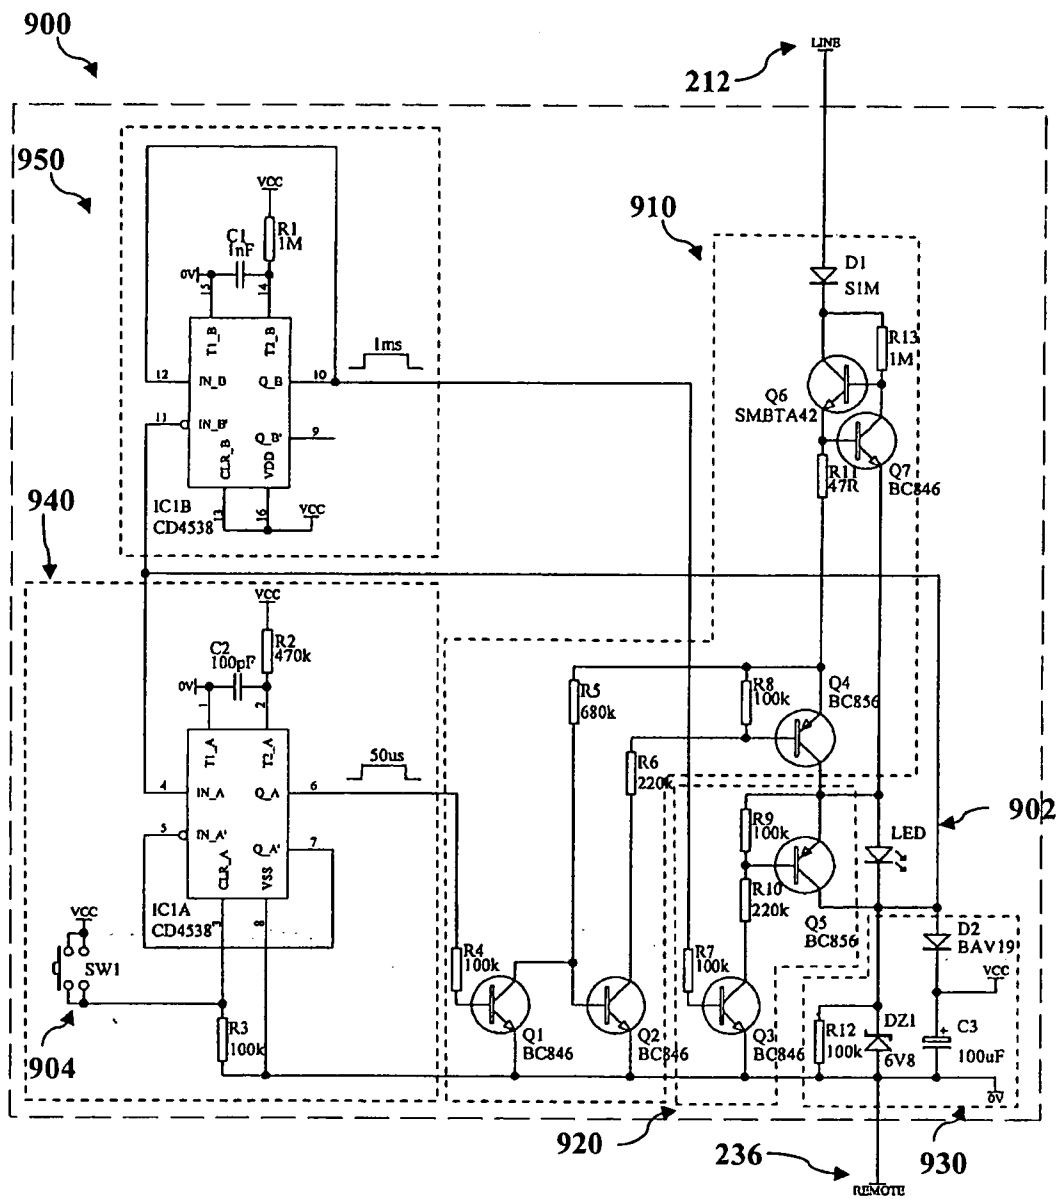 900
LINE
212
950
910
VCC
R1
1M
C1
1nF
0V
15
14
T1_B
T2_B
12
IN_B
Q_B
10
1ms
11
IN_B'
Q_B'
9
CLR_B
VDD
13
16
VCC
IC1B
CD4538
D1
S1M
R13
1M
Q6
SMBTA42
R11
47R
Q7
BC846
940
VCC
R2
470k
C2
100pF
0V
1
2
T1_A
T2_A
4
IN_A
Q_A
6
50us
5
IN_A'
Q_A'
7
CLR_A
VSS
3
8
IC1A
CD4538
VCC
SW1
904
R3
100k
R4
100k
Q1
BC846
R5
680k
R6
220k
Q2
BC846
R8
100k
Q4
BC856
R9
100k
R10
220k
Q5
BC856
R7
100k
Q3
BC846
902
LED
D2
BAV19
VCC
R12
100k
DZ1
6V8
+
C3
100uF
0V
920
930
236
REMOTE